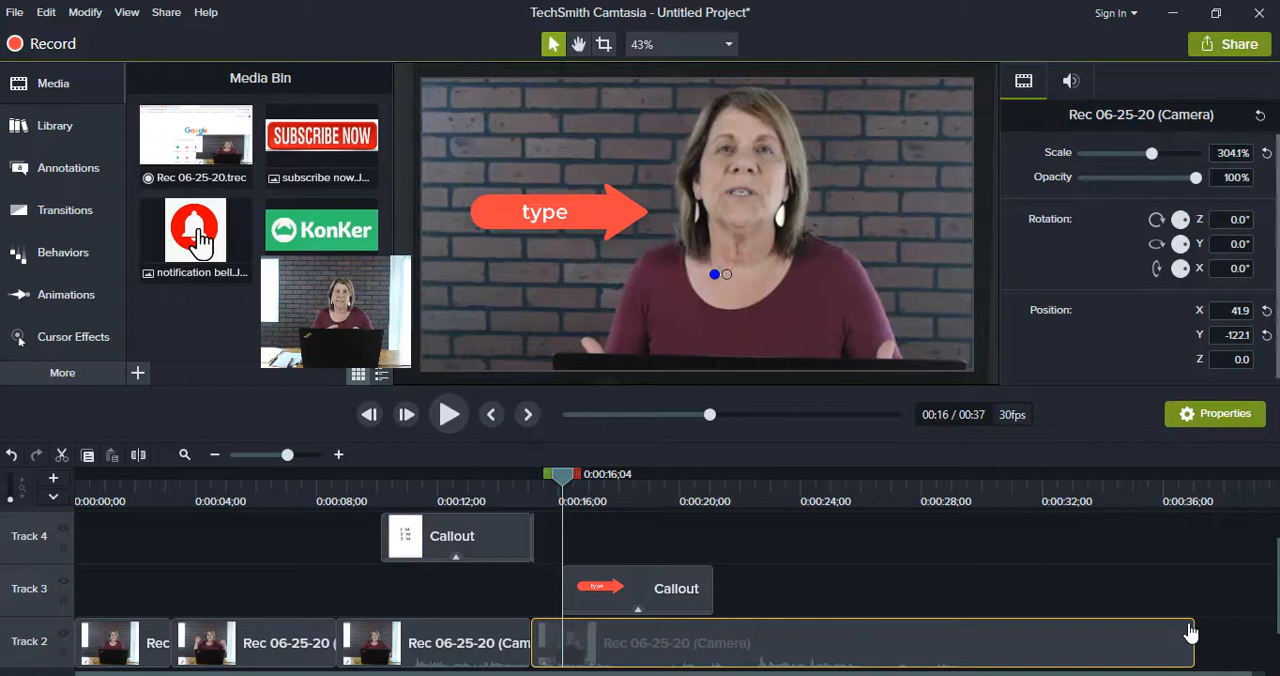 File Edit Modify View Share Help TechSmith Camtasia - Untitled Project* Sign In
Record 43% Share
Media
Library
Annotations
Transitions
Behaviors
Animations
Cursor Effects
More
Media Bin
Google
SUBSCRIBE NOW
Rec 06-25-20.trec subscribe now.J...
KonKer
notification bell.J...
type
Rec 06-25-20 (Camera)
Scale 304.1%
Opacity 100%
Rotation: Z 0.0°
Y 0.0°
X 0.0°
Position: X 41.9
Y -122.1
Z 0.0
00:16 / 00:37 30fps Properties
0:00:16;04
0:00:00;00 0:00:04;00 0:00:08;00 0:00:12;00 0:00:16;00 0:00:20;00 0:00:24;00 0:00:28;00 0:00:32;00 0:00:36;00
Track 4 Callout
Track 3 type Callout
Track 2 Rec Rec 06-25-20 ( Rec 06-25-20 (Cam Rec 06-25-20 (Camera)